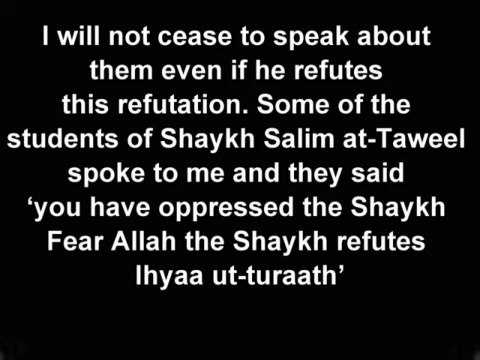 I will not cease to speak about
them even if he refutes
this refutation. Some of the
students of Shaykh Salim at-Taweel
spoke to me and they said
‘you have oppressed the Shaykh
Fear Allah the Shaykh refutes
Ihyaa ut-turaath’